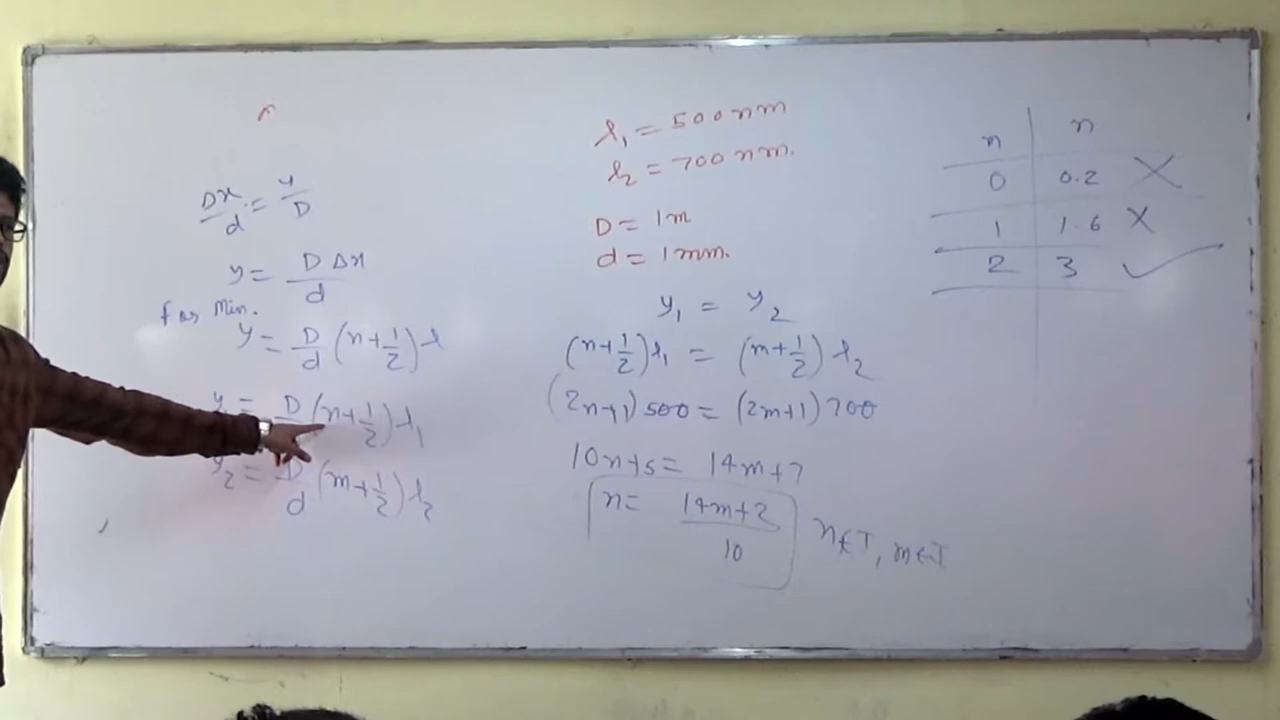 Dx/d = y/D
y = D Δx/d
for Min.
y = D/d (n+1/2) λ
y = D/d (n+1/2) λ1
y2 = D/d (m+1/2) λ2
λ1 = 500 nm
λ2 = 700 nm.
D = 1m
d = 1mm.
y1 = y2
(n+1/2)λ1 = (m+1/2) λ2
(2n+1) 500 = (2m+1) 700
10n+5 = 14m+7
n = 14m+2/10
n∈I, m∈I
m n
0 0.2 X
1 1.6 X
2 3 ✓